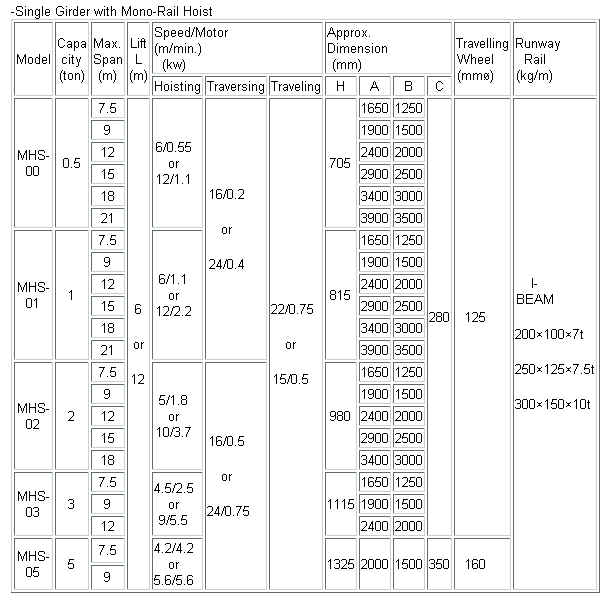 -Single Girder with Mono-Rail Hoist
Model
Capa
city
(ton)
Max.
Span
(m)
Lift
L
(m)
Speed/Motor
(m/min.)
(kw)
Approx.
Dimension
(mm)
Travelling
Wheel
(mmø)
Runway
Rail
(kg/m)
Hoisting Traversing Traveling H A B C
MHS-
00
0.5
7.5
9
12
15
18
21
6
or
12
6/0.55
or
12/1.1
16/0.2
or
24/0.4
22/0.75
or
15/0.5
705
1650 1250
1900 1500
2400 2000
2900 2500
3400 3000
3900 3500
280
125
I-
BEAM
200×100×7t
250×125×7.5t
300×150×10t
MHS-
01
1
7.5
9
12
15
18
21
6/1.1
or
12/2.2
815
1650 1250
1900 1500
2400 2000
2900 2500
3400 3000
3900 3500
MHS-
02
2
7.5
9
12
15
18
5/1.8
or
10/3.7
16/0.5
or
24/0.75
980
1650 1250
1900 1500
2400 2000
2900 2500
3400 3000
MHS-
03
3
7.5
9
12
4.5/2.5
or
9/5.5
1115
1650 1250
1900 1500
2400 2000
MHS-
05
5
7.5
9
4.2/4.2
or
5.6/5.6
1325 2000 1500 350 160